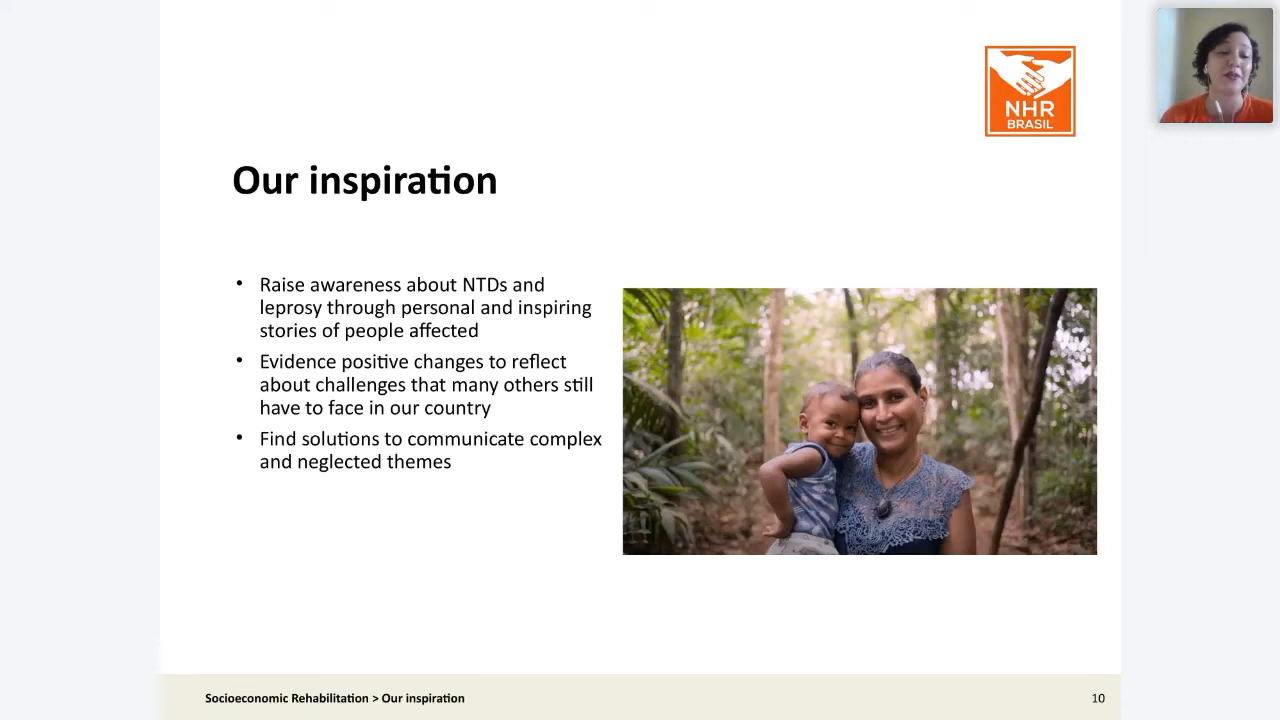 NHR
BRASIL
Our inspiration
• Raise awareness about NTDs and
leprosy through personal and inspiring
stories of people affected
• Evidence positive changes to reflect
about challenges that many others still
have to face in our country
• Find solutions to communicate complex
and neglected themes
Socioeconomic Rehabilitation > Our inspiration
10